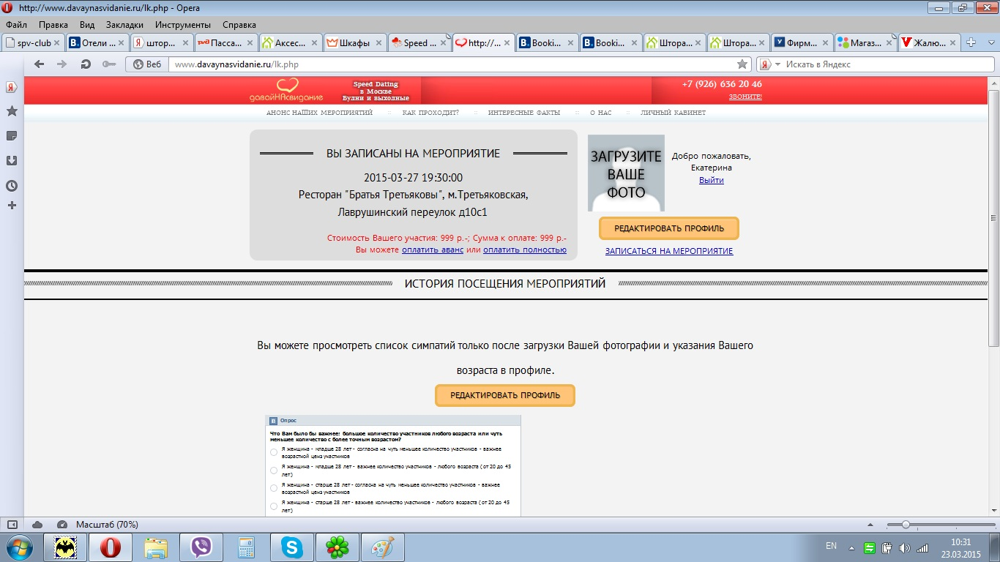 http://www.davaynasvidanie.ru/lk.php - Opera
Файл Правка Вид Закладки Инструменты Справка
spv-club Отели ... штор... Пасса... Аксес... Шкафы Speed ... http://... Booki... Booki... Штора... Штора... Фирм... Магаз... Жалю...
Веб www.davaynasvidanie.ru/lk.php Искать в Яндекс
давайНАсвидание
Speed Dating
в Москве
Будни и выходные
+7 (926) 636 20 46
ЗВОНИТЕ!
АНОНС НАШИХ МЕРОПРИЯТИЙ :: КАК ПРОХОДИТ? :: ИНТЕРЕСНЫЕ ФАКТЫ :: О НАС :: ЛИЧНЫЙ КАБИНЕТ
ВЫ ЗАПИСАНЫ НА МЕРОПРИЯТИЕ
2015-03-27 19:30:00
Ресторан "Братья Третьяковы", м.Третьяковская,
Лаврушинский переулок д10с1
Стоимость Вашего участия: 999 р.-; Сумма к оплате: 999 р.-
Вы можете оплатить аванс или оплатить полностью
ЗАГРУЗИТЕ
ВАШЕ
ФОТО
Добро пожаловать,
Екатерина
Выйти
РЕДАКТИРОВАТЬ ПРОФИЛЬ
ЗАПИСАТЬСЯ НА МЕРОПРИЯТИЕ
ИСТОРИЯ ПОСЕЩЕНИЯ МЕРОПРИЯТИЙ
Вы можете просмотреть список симпатий только после загрузки Вашей фотографии и указания Вашего
возраста в профиле.
РЕДАКТИРОВАТЬ ПРОФИЛЬ
В Опрос
Что Вам было бы важнее: большое количество участников любого возраста или чуть
меньшее количество с более точным возрастом?
Я женщина - младше 28 лет - согласна на чуть меньшее количество участников - важнее
возрастной ценз участников
Я женщина - младше 28 лет - важнее количество участников - любого возраста (от 20 до 45
лет)
Я женщина - старше 28 лет - согласна на чуть меньшее количество участников - важнее
возрастной ценз участников
Я женщина - старше 28 лет - важнее количество участников - любого возраста (от 20 до 45
лет)
Масштаб (70%)
EN
10:31
23.03.2015